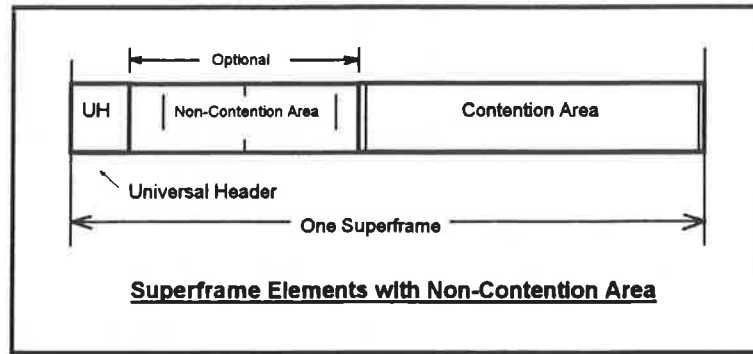 Optional
UH
Non-Contention Area
Contention Area
Universal Header
One Superframe
Superframe Elements with Non-Contention Area